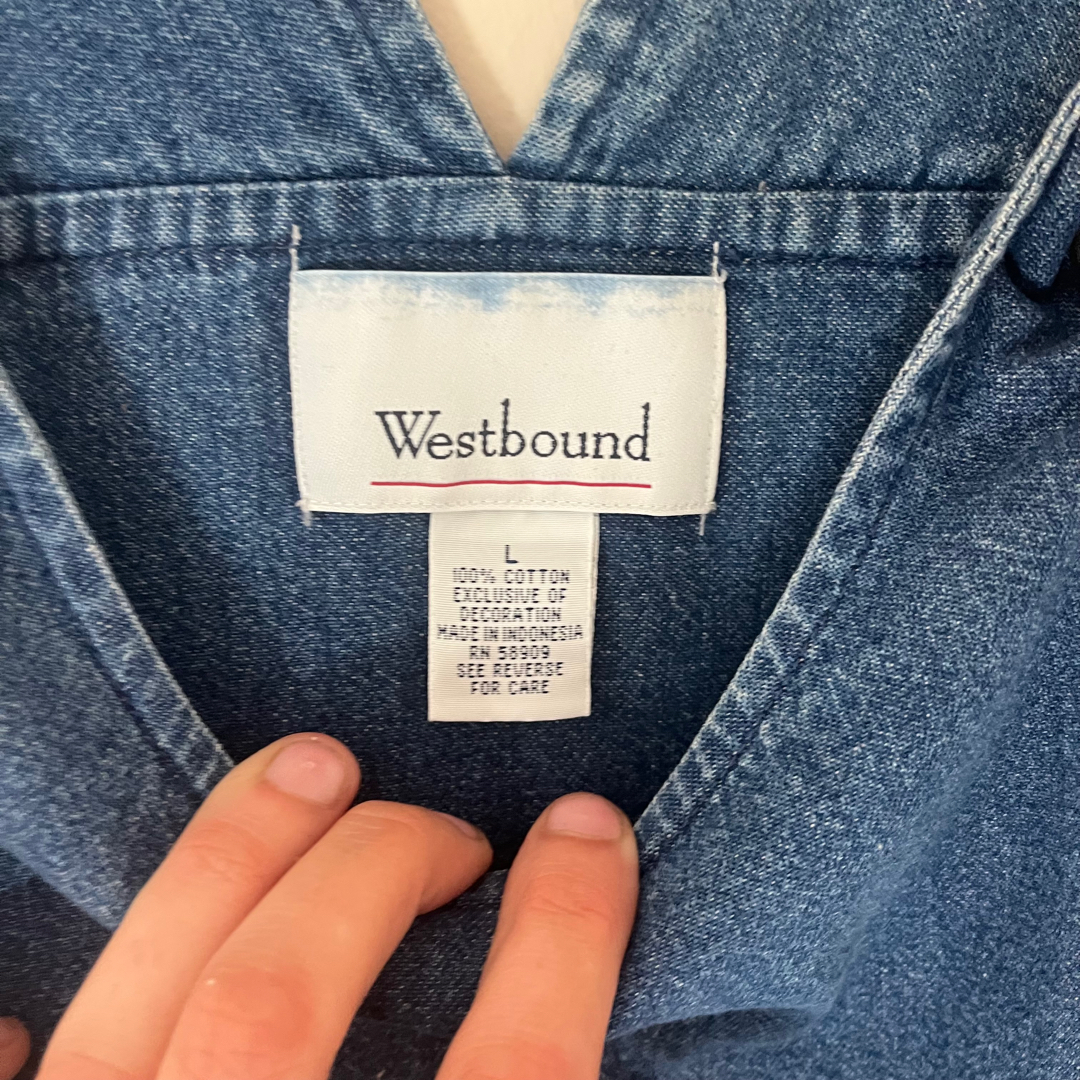 Westbound
L
100% COTTON
EXCLUSIVE OF
DECORATION
MADE IN INDONESIA
RN 58909
SEE REVERSE
FOR CARE